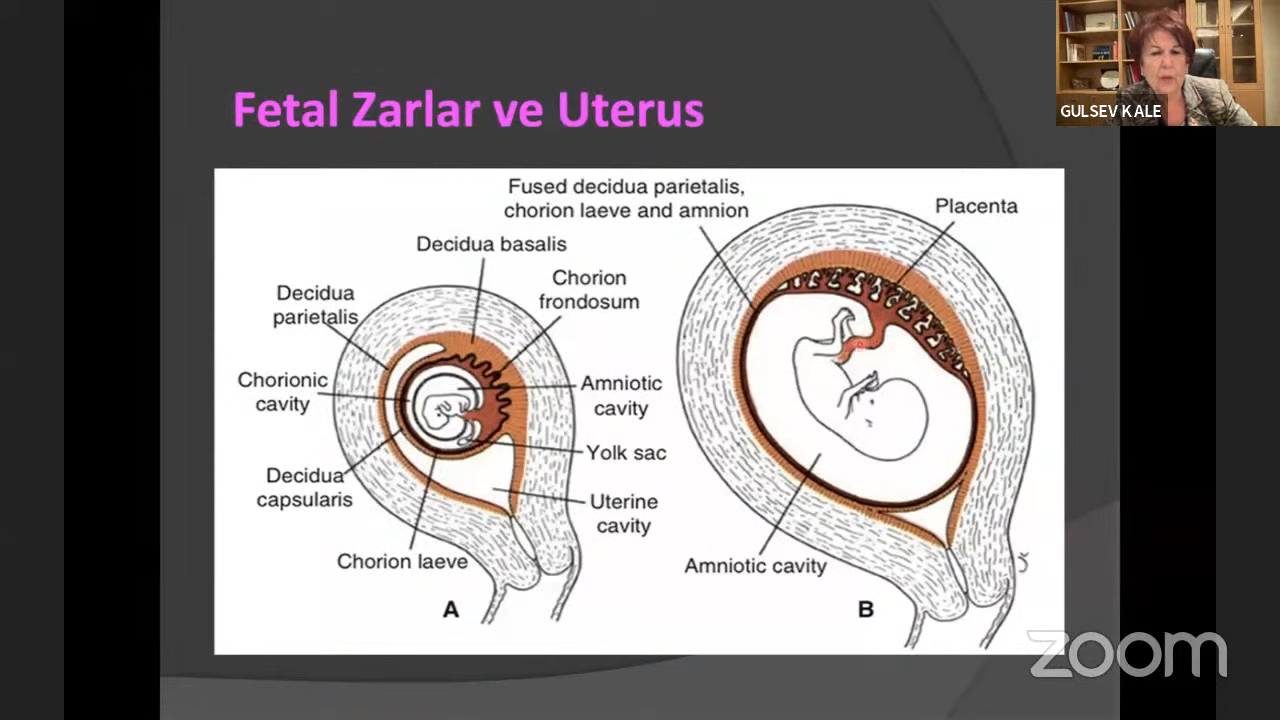 GULSEV KALE
Fetal Zarlar ve Uterus
Fused decidua parietalis,
chorion laeve and amnion
Placenta
Decidua basalis
Chorion
frondosum
Decidua
parietalis
Chorionic
cavity
Amniotic
cavity
Yolk sac
Decidua
capsularis
Uterine
cavity
Chorion laeve
Amniotic cavity
A
B
zoom